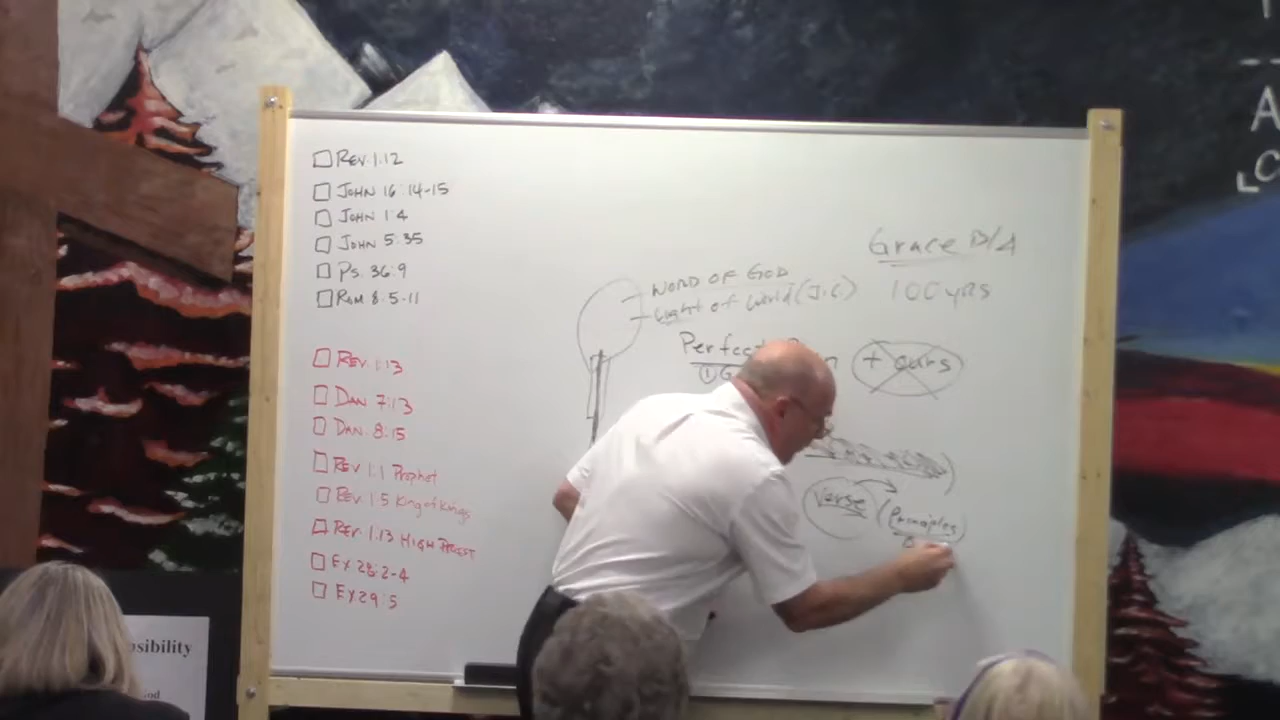 □ REV. 1:12
□ JOHN 16:14-15
□ JOHN 1:4
□ JOHN 5:35
□ PS. 36:9
□ ROM 8:5-11
□ REV. 1:13
□ DAN 7:13
□ DAN. 8:15
□ REV 1:1 Prophet
□ REV. 1:5 King of Kings
□ REV. 1:13 HIGH PRIEST
□ EX 28:2-4
□ EX 29:5
WORD OF GOD
Light of World (J.C)
Grace
100 yrs
+ ours
Verse
(Principles)
A